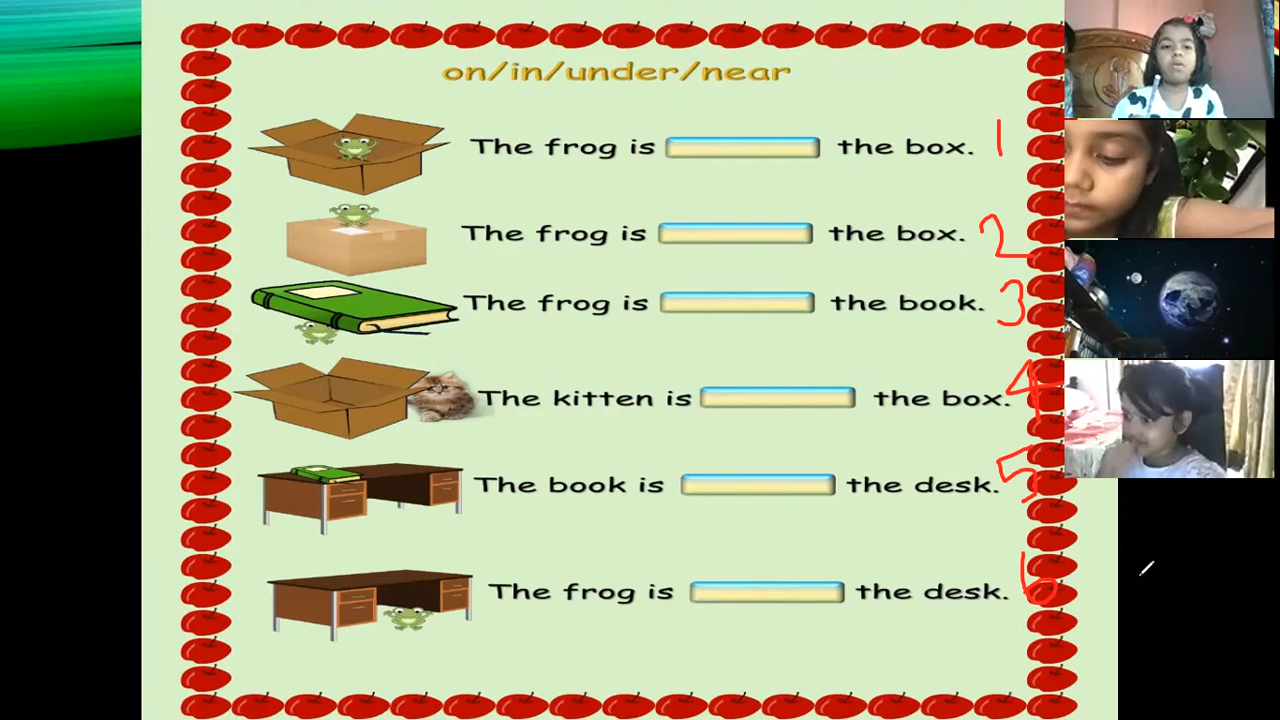 on/in/under/near
The frog is the box. 1
The frog is the box. 2
The frog is the book. 3
The kitten is the box. 4
The book is the desk. 5
The frog is the desk. 6